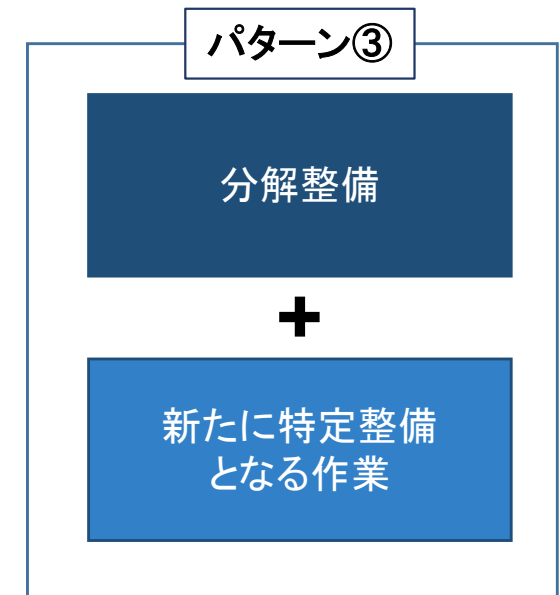 パターン③
分解整備
+
新たに特定整備
となる作業